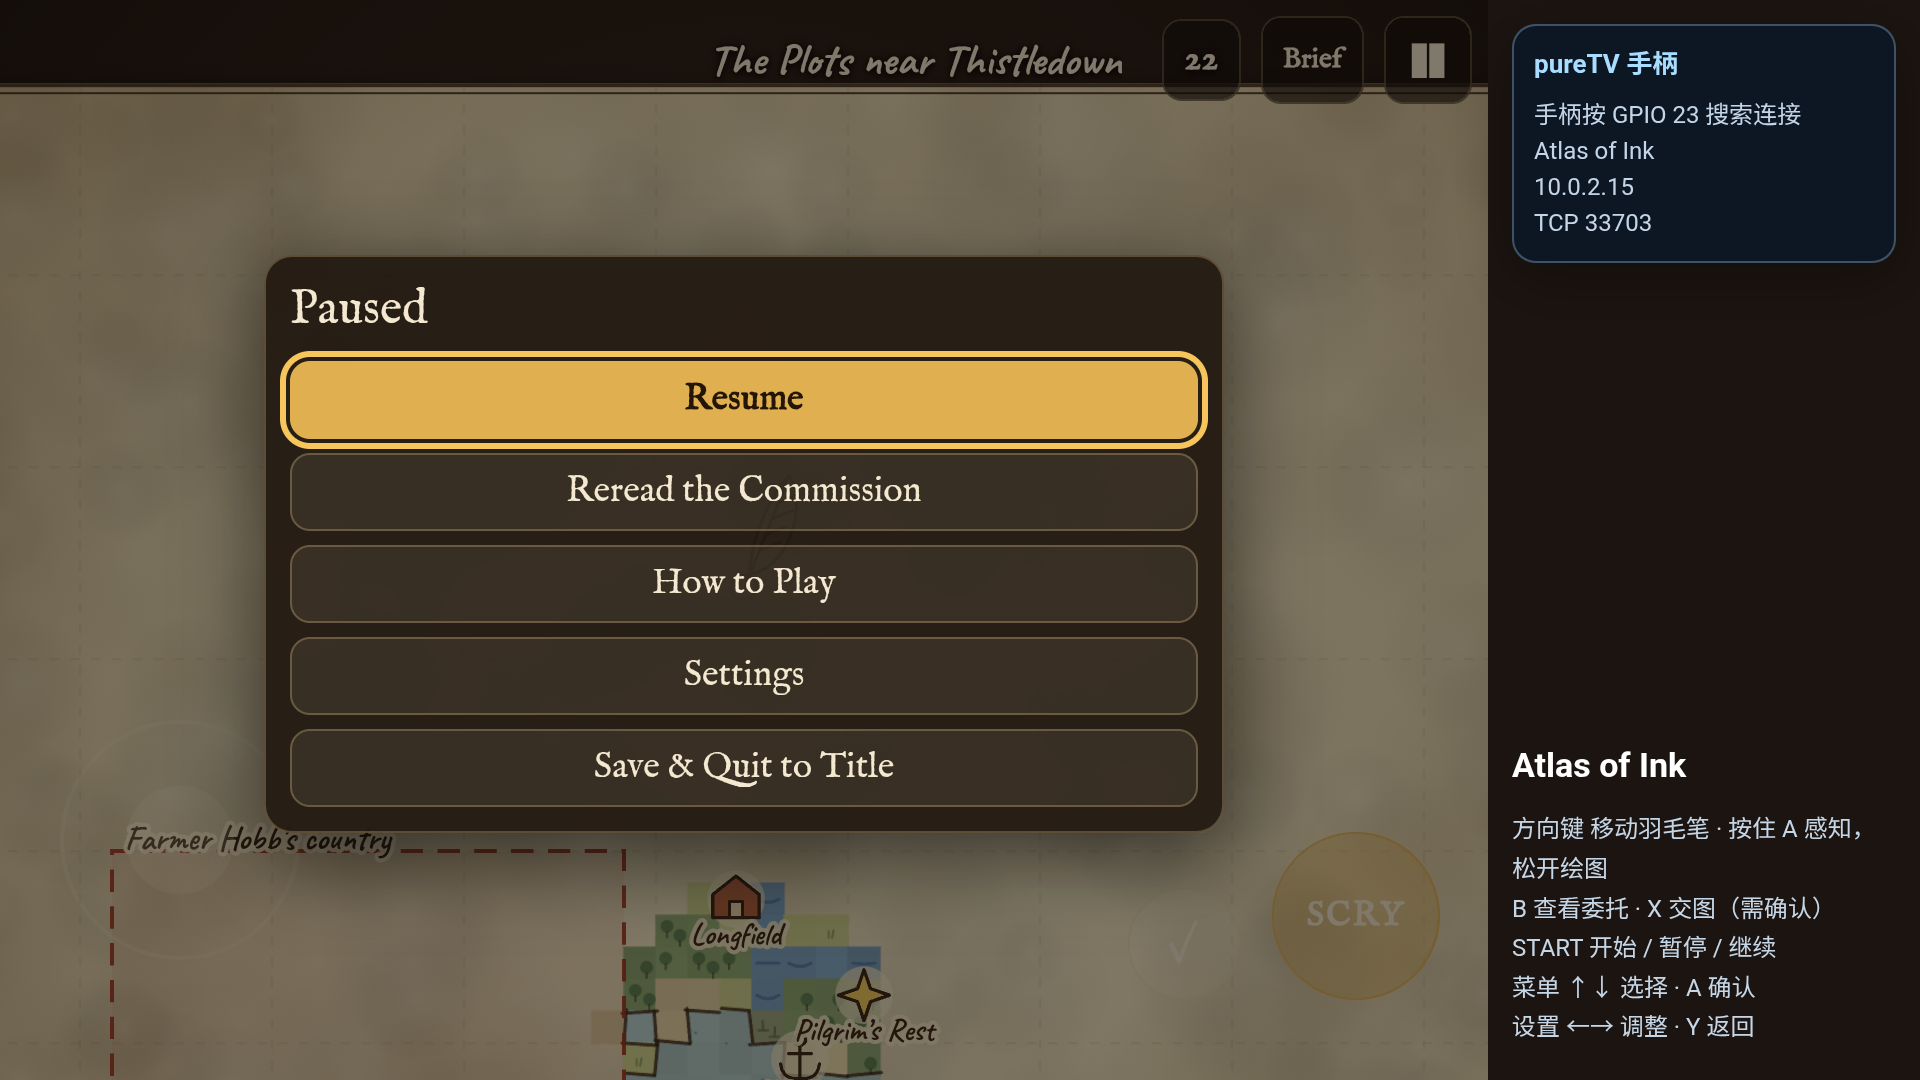 The Plots near Thistledown
22
Brief
Paused
Resume
Reread the Commission
How to Play
Settings
Save & Quit to Title
Farmer Hobb's country
Longfield
Pilgrim's Rest
SCRY
pureTV 手柄
手柄按 GPIO 23 搜索连接
Atlas of Ink
10.0.2.15
TCP 33703
Atlas of Ink
方向键 移动羽毛笔 · 按住 A 感知，
松开绘图
B 查看委托 · X 交图（需确认）
START 开始 / 暂停 / 继续
菜单 ↑↓ 选择 · A 确认
设置 ←→ 调整 · Y 返回